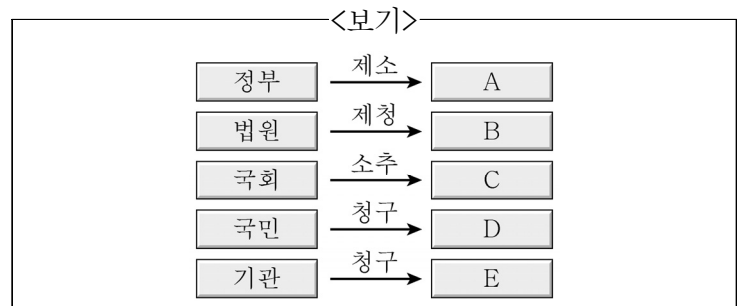 <보기>
정부 제소 A
법원 제청 B
국회 소추 C
국민 청구 D
기관 청구 E